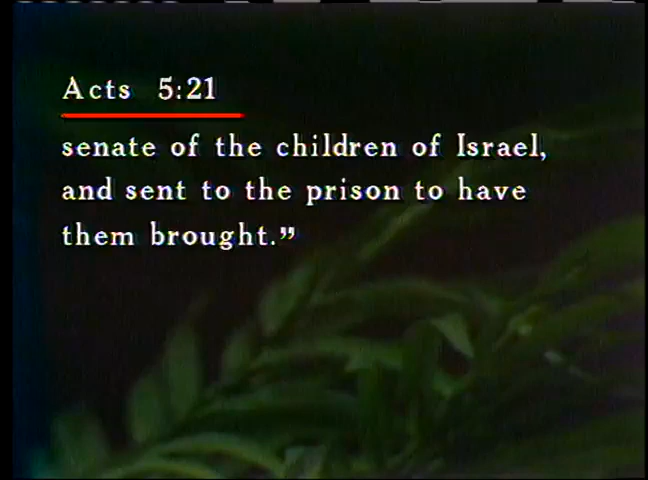 Acts 5:21
senate of the children of Israel,
and sent to the prison to have
them brought.”